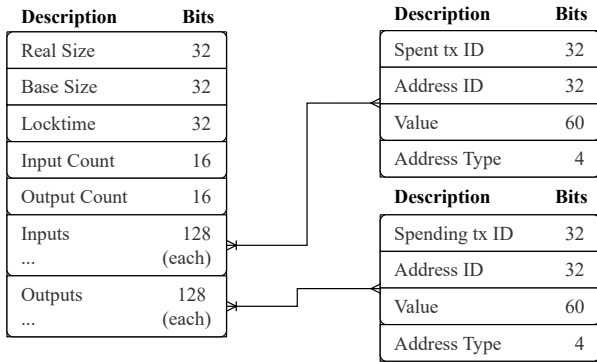 Description Bits
Real Size 32
Base Size 32
Locktime 32
Input Count 16
Output Count 16
Inputs 128
... (each)
Outputs 128
... (each)
Description Bits
Spent tx ID 32
Address ID 32
Value 60
Address Type 4
Description Bits
Spending tx ID 32
Address ID 32
Value 60
Address Type 4